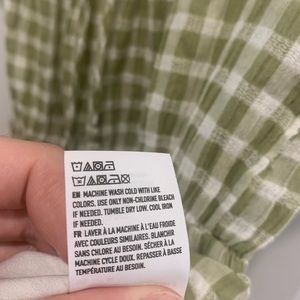 EN MACHINE WASH COLD WITH LIKE
COLORS. USE ONLY NON-CHLORINE BLEACH
IF NEEDED. TUMBLE DRY LOW. COOL IRON
IF NEEDED.
FR LAVER À LA MACHINE À L'EAU FROIDE
AVEC COULEURS SIMILAIRES. BLANCHIR
SANS CHLORE AU BESOIN. SÉCHER À LA
MACHINE CYCLE DOUX. REPASSER À BASSE
TEMPÉRATURE AU BESOIN.